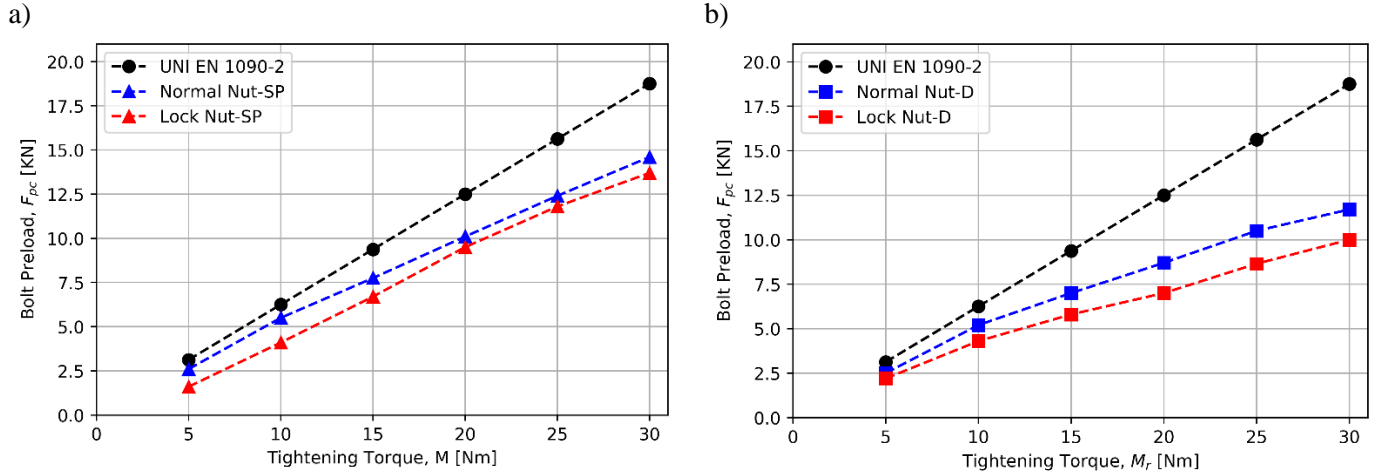 a)
20.0
17.5
15.0
12.5
10.0
7.5
5.0
2.5
0.0
Bolt Preload, F_pc [KN]
UNI EN 1090-2
Normal Nut-SP
Lock Nut-SP
0 5 10 15 20 25 30
Tightening Torque, M [Nm]
b)
20.0
17.5
15.0
12.5
10.0
7.5
5.0
2.5
0.0
Bolt Preload, F_pc [KN]
UNI EN 1090-2
Normal Nut-D
Lock Nut-D
0 5 10 15 20 25 30
Tightening Torque, M_r [Nm]